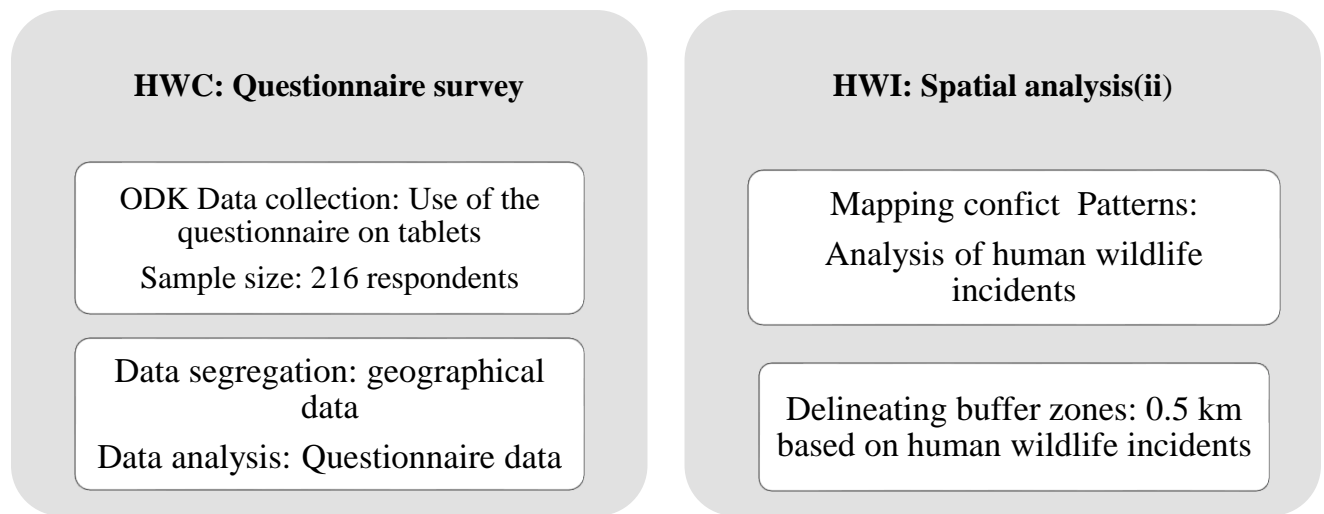 HWC: Questionnaire survey
ODK Data collection: Use of the
questionnaire on tablets
Sample size: 216 respondents
Data segregation: geographical
data
Data analysis: Questionnaire data
HWI: Spatial analysis(ii)
Mapping confict  Patterns:
Analysis of human wildlife
incidents
Delineating buffer zones: 0.5 km
based on human wildlife incidents